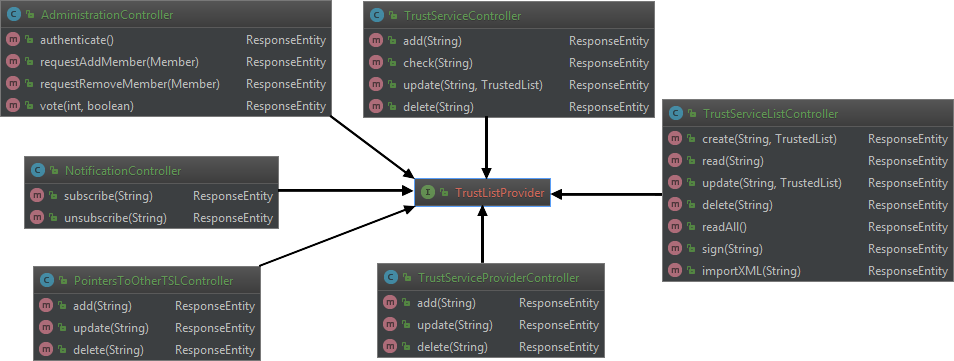 AdministrationController
authenticate() ResponseEntity
requestAddMember(Member) ResponseEntity
requestRemoveMember(Member) ResponseEntity
vote(int, boolean) ResponseEntity
TrustServiceController
add(String) ResponseEntity
check(String) ResponseEntity
update(String, TrustedList) ResponseEntity
delete(String) ResponseEntity
TrustServiceListController
create(String, TrustedList) ResponseEntity
read(String) ResponseEntity
update(String, TrustedList) ResponseEntity
delete(String) ResponseEntity
readAll() ResponseEntity
sign(String) ResponseEntity
importXML(String) ResponseEntity
NotificationController
subscribe(String) ResponseEntity
unsubscribe(String) ResponseEntity
TrustListProvider
PointersToOtherTSLController
add(String) ResponseEntity
update(String) ResponseEntity
delete(String) ResponseEntity
TrustServiceProviderController
add(String) ResponseEntity
update(String) ResponseEntity
delete(String) ResponseEntity